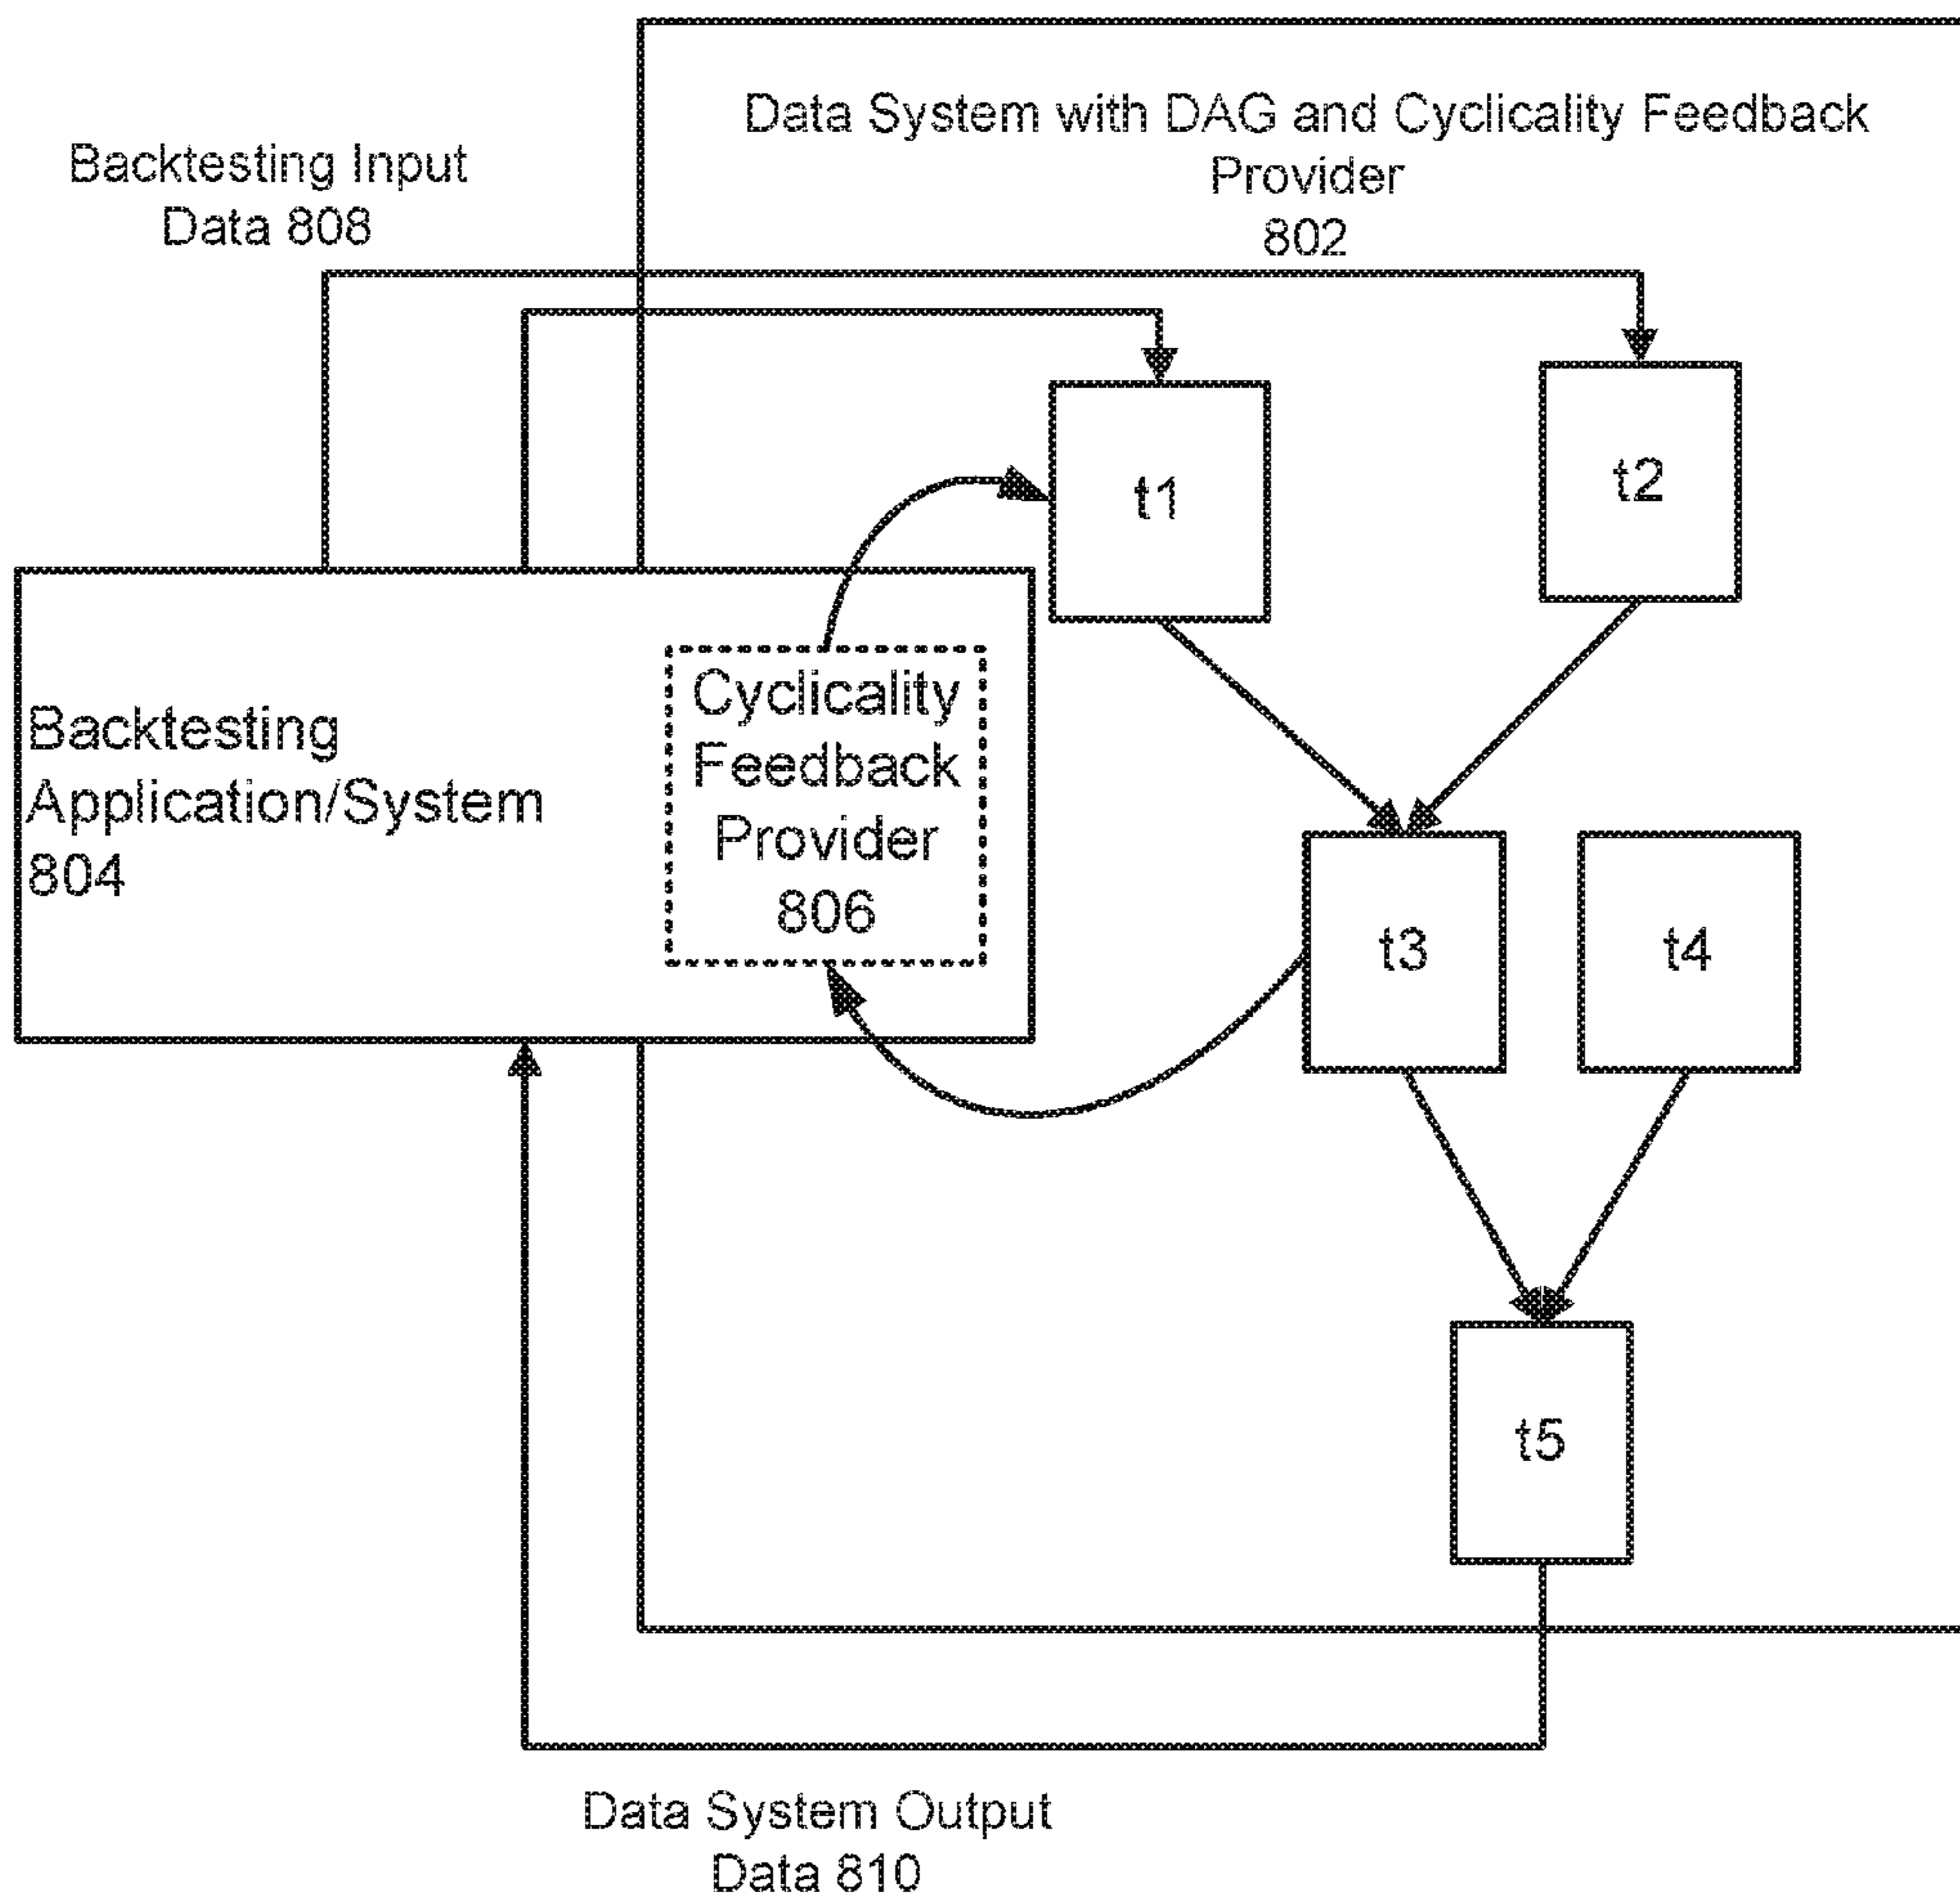 Data System with DAG and Cyclicality Feedback
Provider
802
Backtesting Input
Data 808
t1
t2
Backtesting
Application/System
804
Cyclicality
Feedback
Provider
806
t3
t4
t5
Data System Output
Data 810